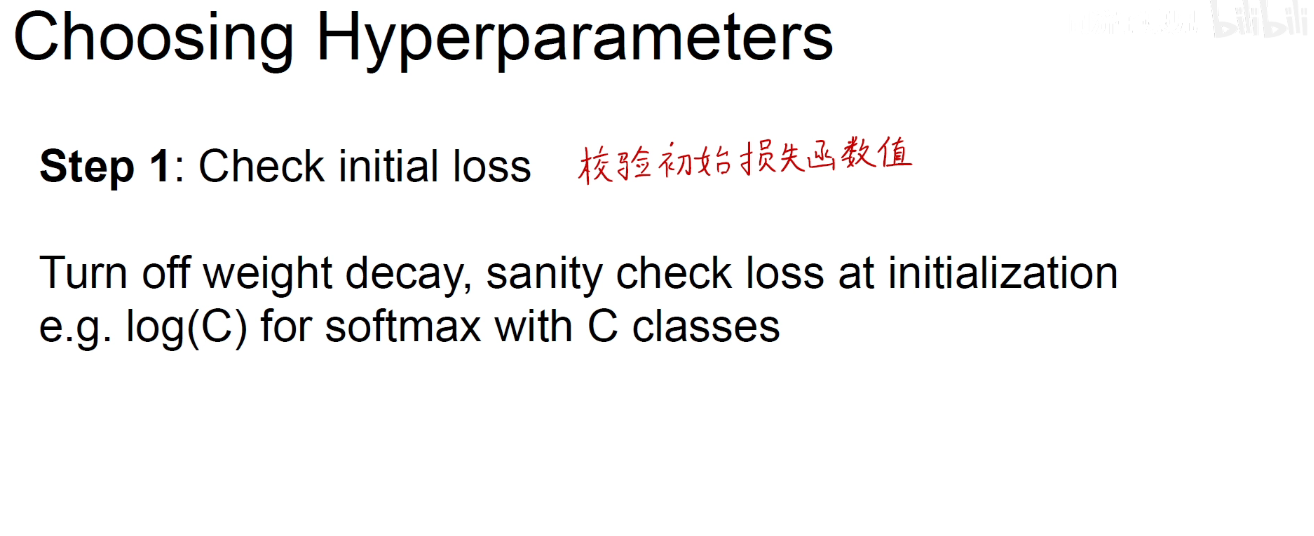 Choosing Hyperparameters
bilibili
Step 1: Check initial loss 校验初始损失函数值
Turn off weight decay, sanity check loss at initialization
e.g. log(C) for softmax with C classes